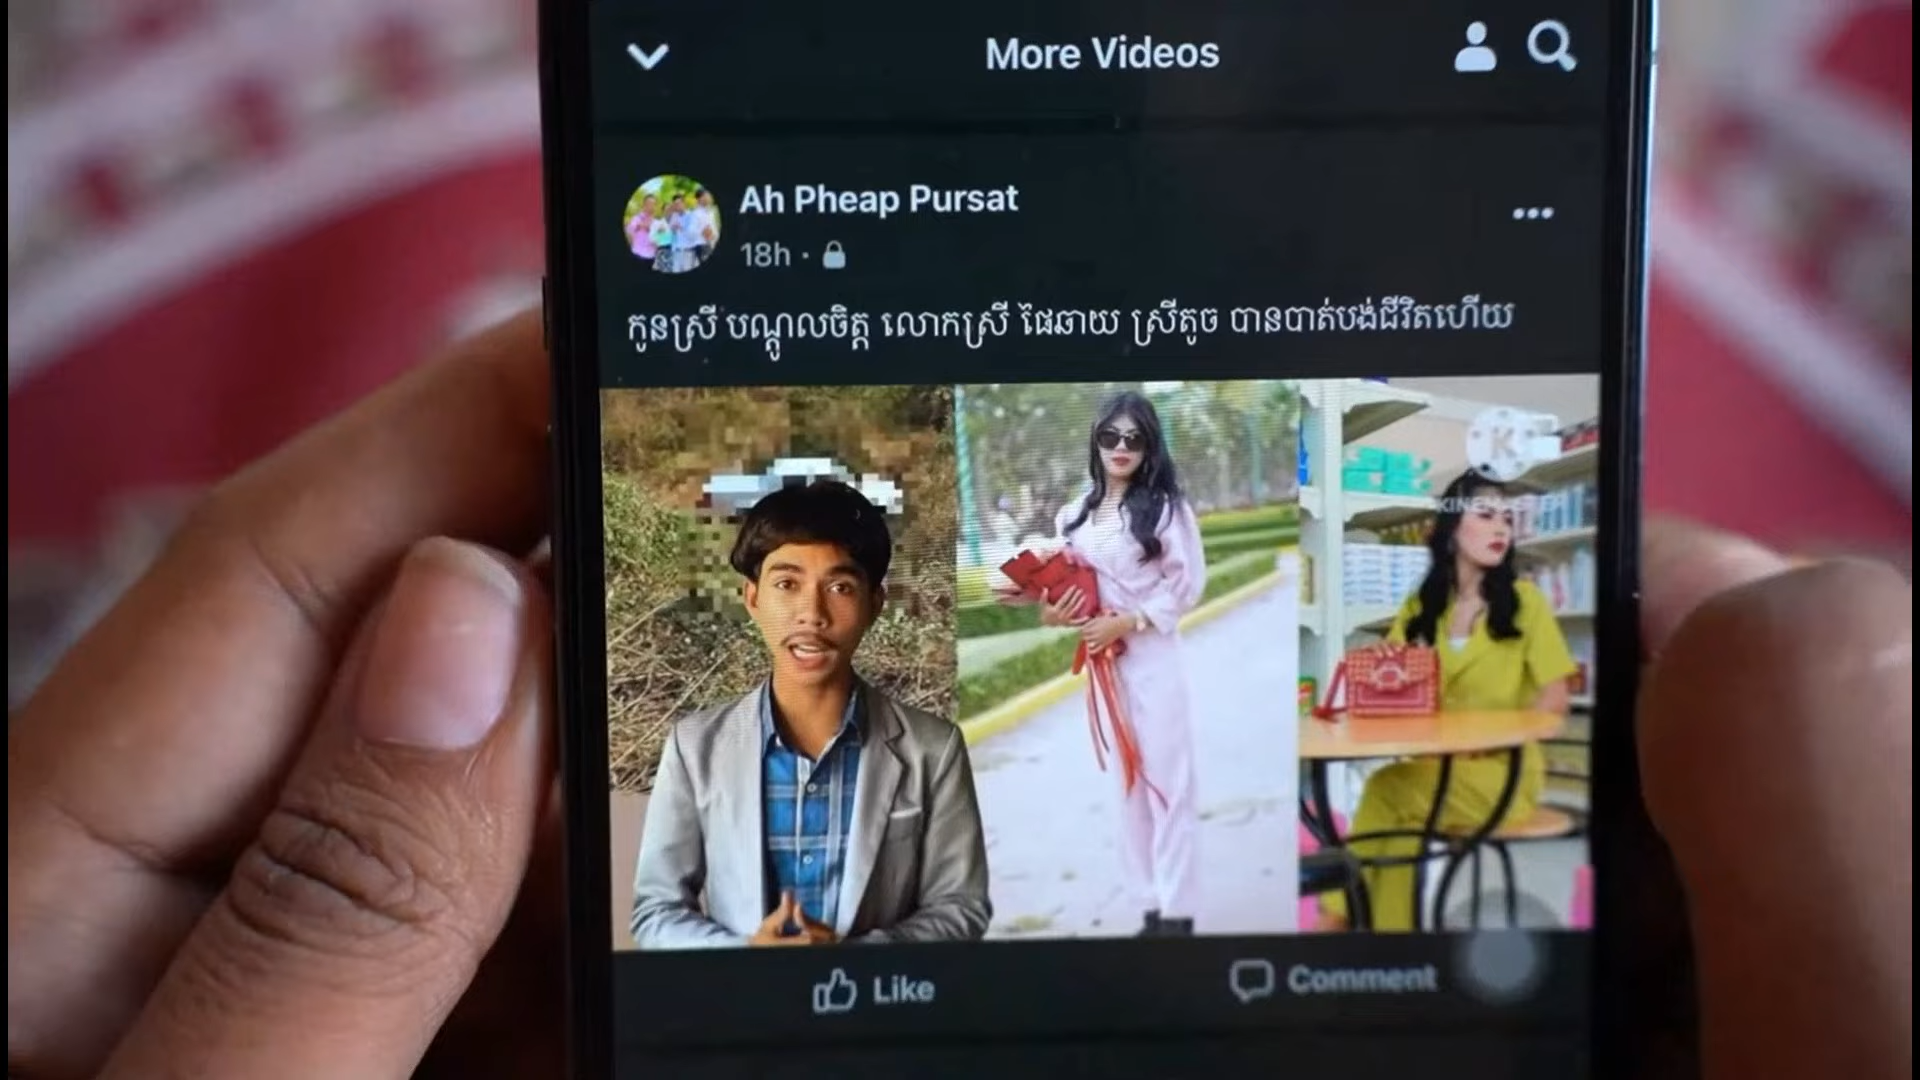 More Videos
Ah Pheap Pursat
18h ·
កូនស្រី បណ្តូលចិត្ត លោកស្រី ផៃឆាយ ស្រីតូច បានបាត់បង់ជីវិតហើយ
K
KINEMASTER
Like
Comment